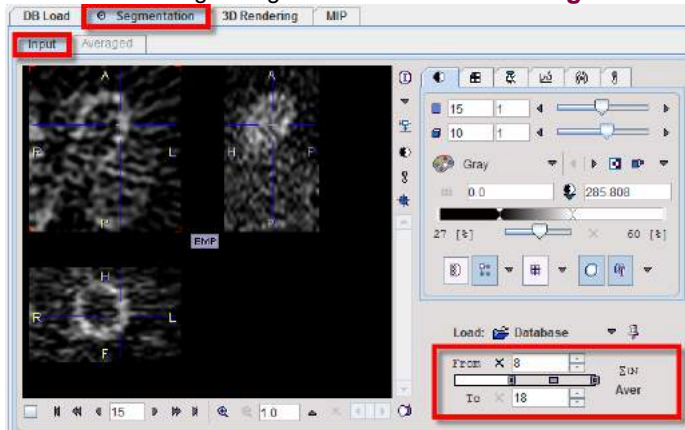 DB Load Segmentation 3D Rendering MIP
Input Averaged
A A
R L H F
P P
EMP
H
R L
F
15 1
10 1
Gray
0.0 285.808
27 [%] 60 [%]
Load: Database
From 8
To 18
Aver
15 1.0